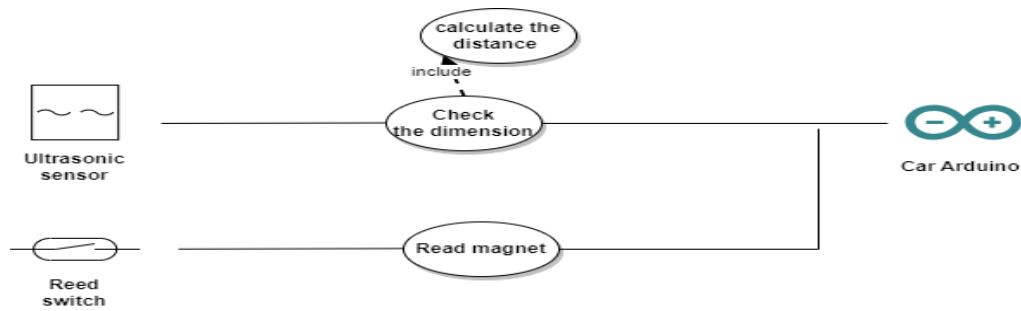 calculate the
distance
include
Check
the dimension
Ultrasonic
sensor
Car Arduino
Read magnet
Reed
switch